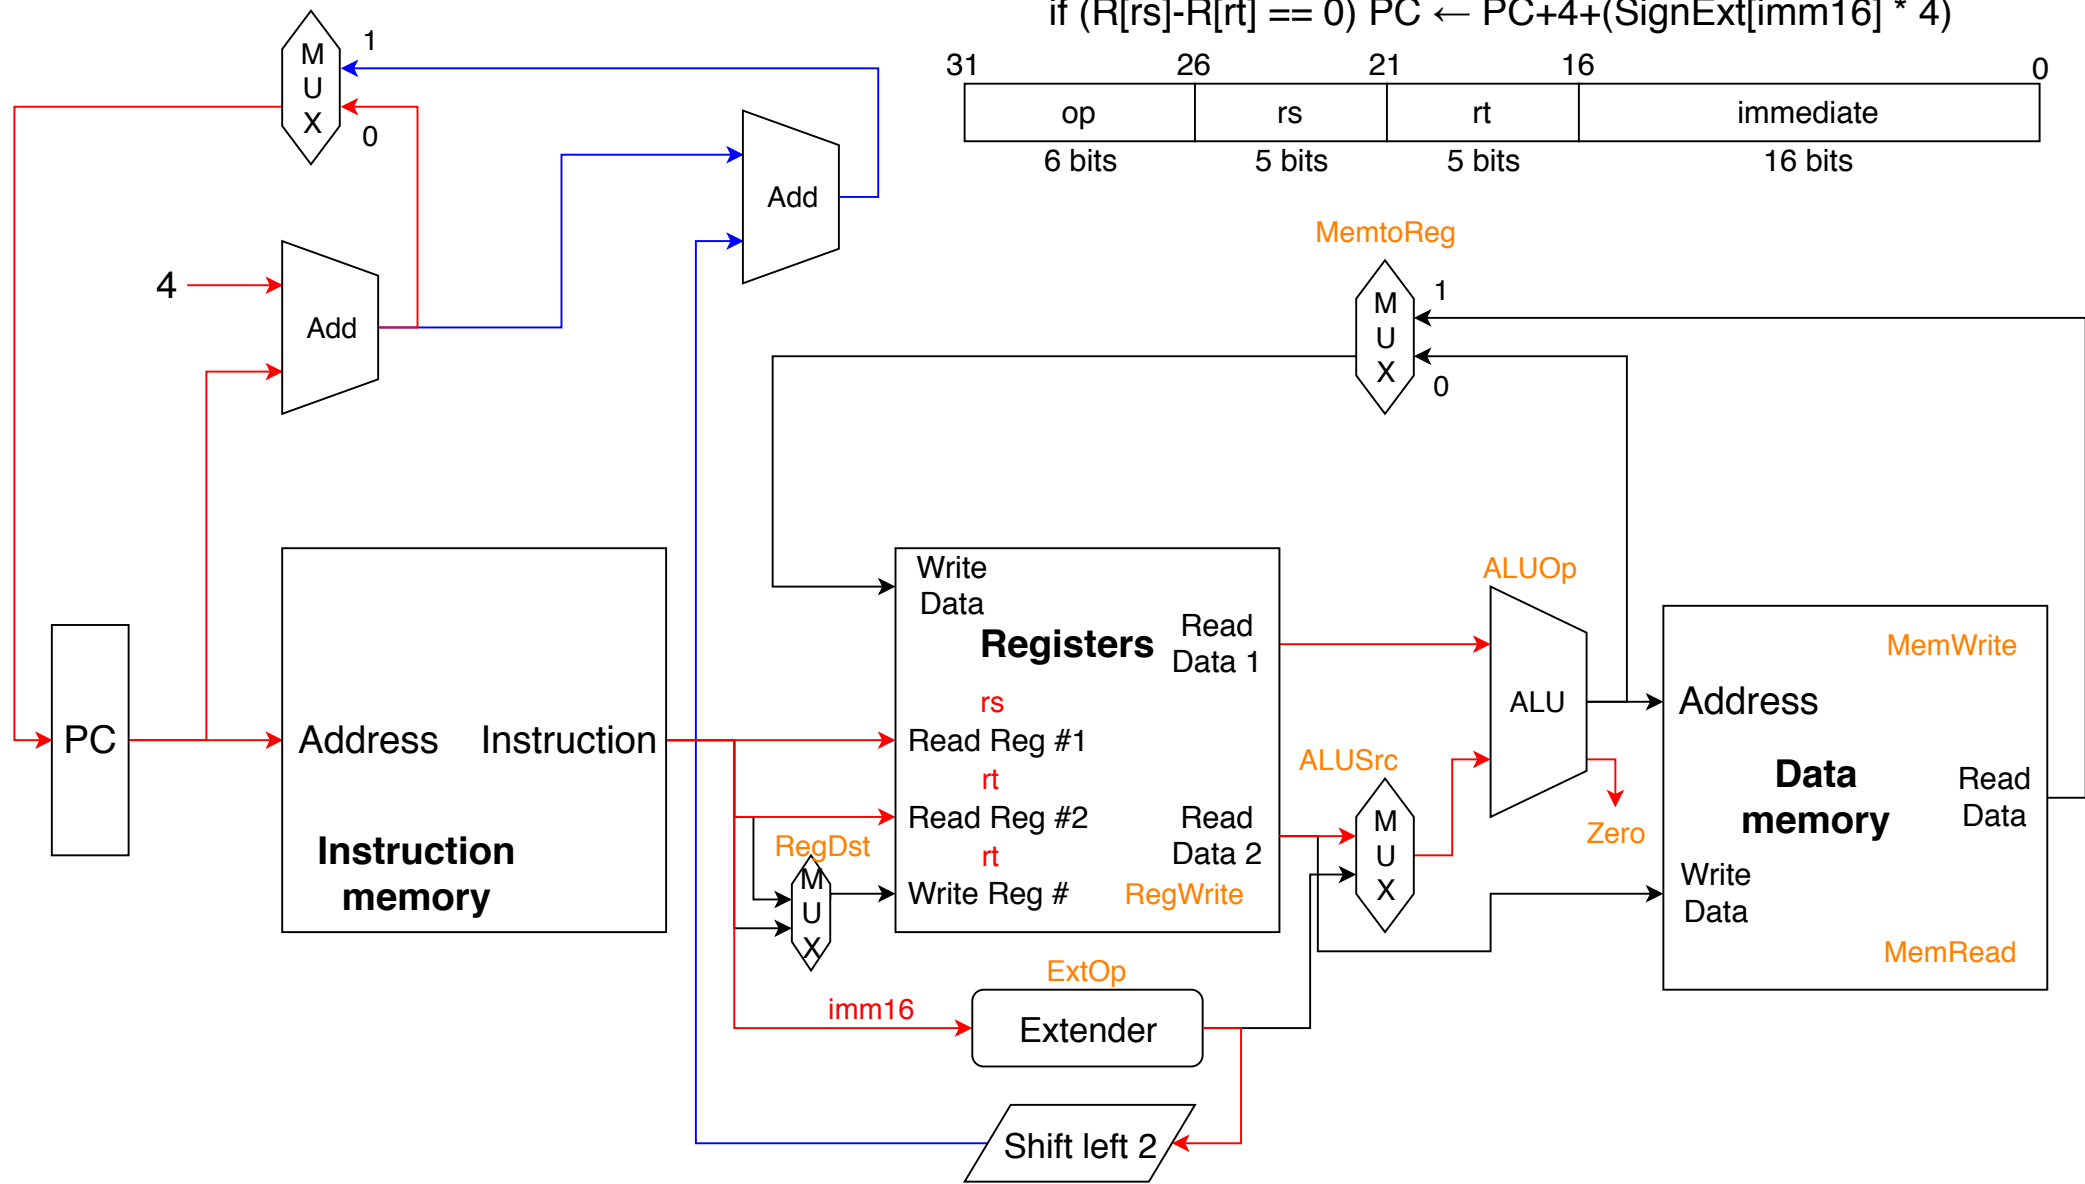 if (R[rs]-R[rt] == 0) PC ← PC+4+(SignExt[imm16] * 4)
31 26 21 16 0
op rs rt immediate
6 bits 5 bits 5 bits 16 bits
M
U
X
1
0
Add
4
Add
MemtoReg
M
U
X
1
0
PC
Address Instruction
Instruction
memory
Write
Data
Registers
Read
Data 1
rs
Read Reg #1
rt
Read Reg #2
rt
Write Reg #
Read
Data 2
RegWrite
RegDst
M
U
X
imm16
ExtOp
Extender
Shift left 2
ALUOp
ALU
ALUSrc
M
U
X
Zero
MemWrite
Address
Data
memory
Read
Data
Write
Data
MemRead